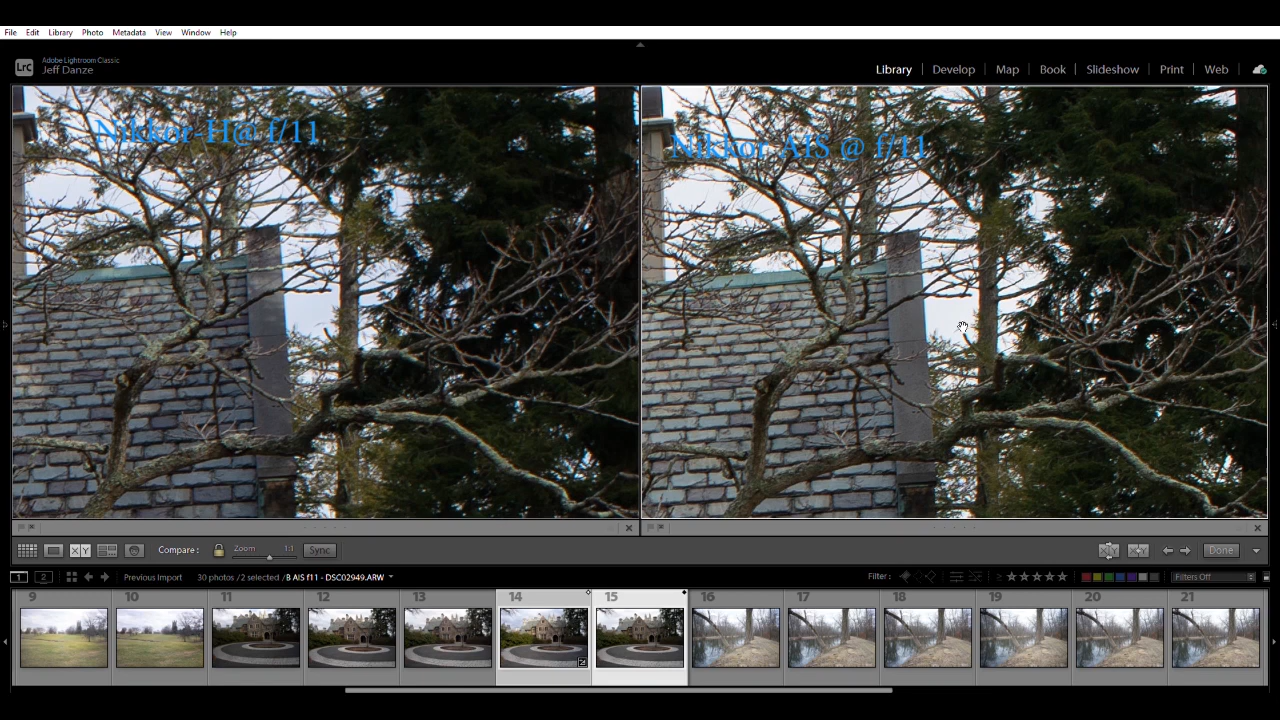 File Edit Library Photo Metadata View Window Help
LrC
Adobe Lightroom Classic
Jeff Danze
Library Develop Map Book Slideshow Print Web
Nikkor-H@ f/11
Nikkor AIS @ f/11
XY Compare : Zoom 1:1 Sync
Done
1 2 Previous Import 30 photos /2 selected /B AIS f11 - DSC02949.ARW
Filter : Filters Off
9 10 11 12 13 14 15 16 17 18 19 20 21